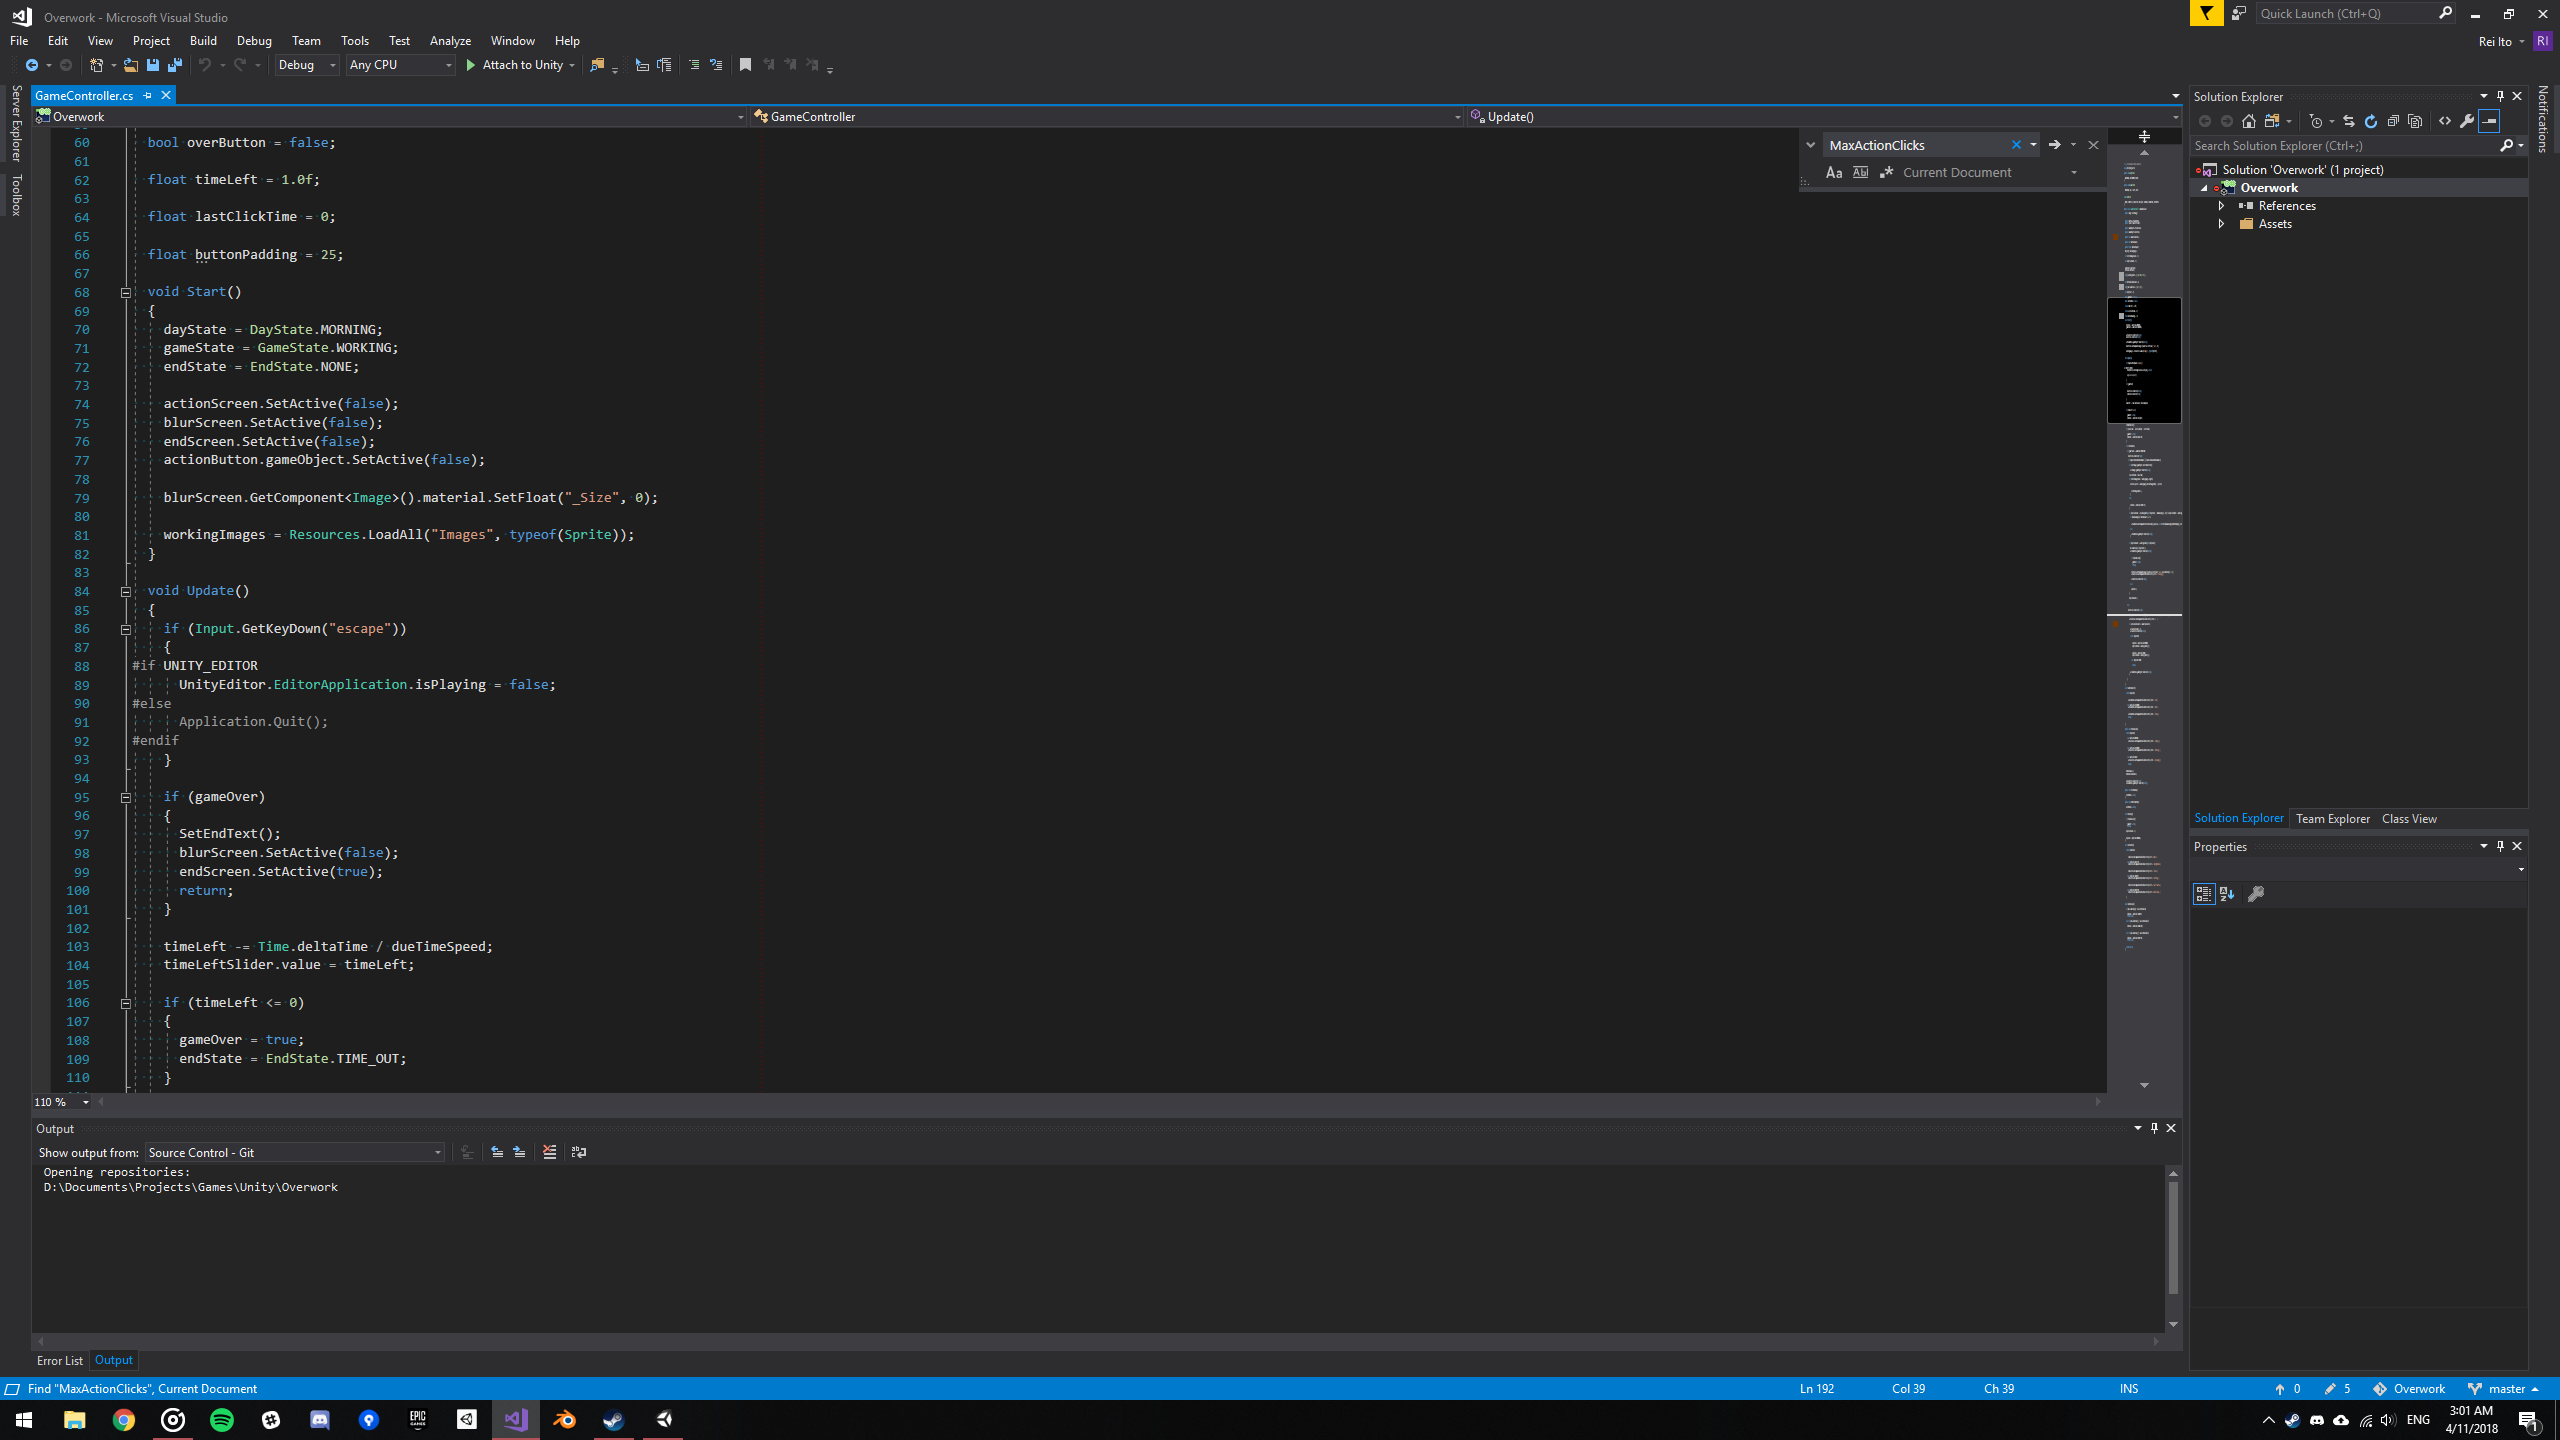 Overwork - Microsoft Visual Studio
Quick Launch (Ctrl+Q)
File Edit View Project Build Debug Team Tools Test Analyze Window Help
Rei Ito RI
Debug Any CPU Attach to Unity
Server Explorer
Toolbox
Notifications
GameController.cs
Overwork GameController Update()
MaxActionClicks
Aa Ab Current Document
60 bool overButton = false;
61
62 float timeLeft = 1.0f;
63
64 float lastClickTime = 0;
65
66 float buttonPadding = 25;
67
68 void Start()
69 {
70 dayState = DayState.MORNING;
71 gameState = GameState.WORKING;
72 endState = EndState.NONE;
73
74 actionScreen.SetActive(false);
75 blurScreen.SetActive(false);
76 endScreen.SetActive(false);
77 actionButton.gameObject.SetActive(false);
78
79 blurScreen.GetComponent<Image>().material.SetFloat("_Size", 0);
80
81 workingImages = Resources.LoadAll("Images", typeof(Sprite));
82 }
83
84 void Update()
85 {
86 if (Input.GetKeyDown("escape"))
87 {
88 #if UNITY_EDITOR
89 UnityEditor.EditorApplication.isPlaying = false;
90 #else
91 Application.Quit();
92 #endif
93 }
94
95 if (gameOver)
96 {
97 SetEndText();
98 blurScreen.SetActive(false);
99 endScreen.SetActive(true);
100 return;
101 }
102
103 timeLeft -= Time.deltaTime / dueTimeSpeed;
104 timeLeftSlider.value = timeLeft;
105
106 if (timeLeft <= 0)
107 {
108 gameOver = true;
109 endState = EndState.TIME_OUT;
110 }
110 %
Output
Show output from: Source Control - Git
Opening repositories:
D:\Documents\Projects\Games\Unity\Overwork
Error List Output
Solution Explorer
Search Solution Explorer (Ctrl+;)
Solution 'Overwork' (1 project)
Overwork
References
Assets
Solution Explorer Team Explorer Class View
Properties
Find "MaxActionClicks", Current Document
Ln 192 Col 39 Ch 39 INS
0 5 Overwork master
EPIC GAMES
ENG
3:01 AM
4/11/2018
1